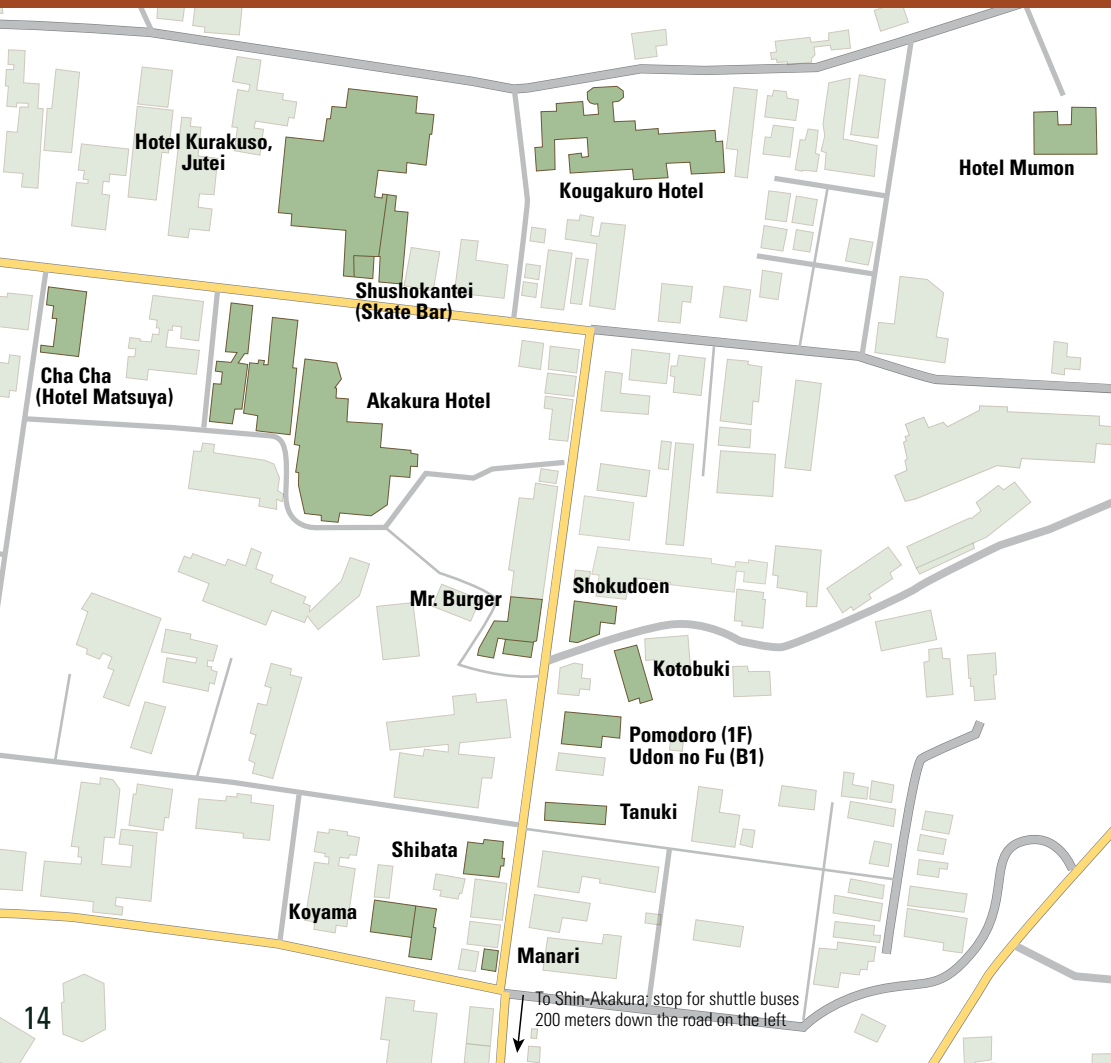 Hotel Kurakuso,
Jutei
Kougakuro Hotel
Hotel Mumon
Shushokantei
(Skate Bar)
Cha Cha
(Hotel Matsuya)
Akakura Hotel
Mr. Burger
Shokudoen
Kotobuki
Pomodoro (1F)
Udon no Fu (B1)
Tanuki
Shibata
Koyama
Manari
To Shin-Akakura; stop for shuttle buses
200 meters down the road on the left
14